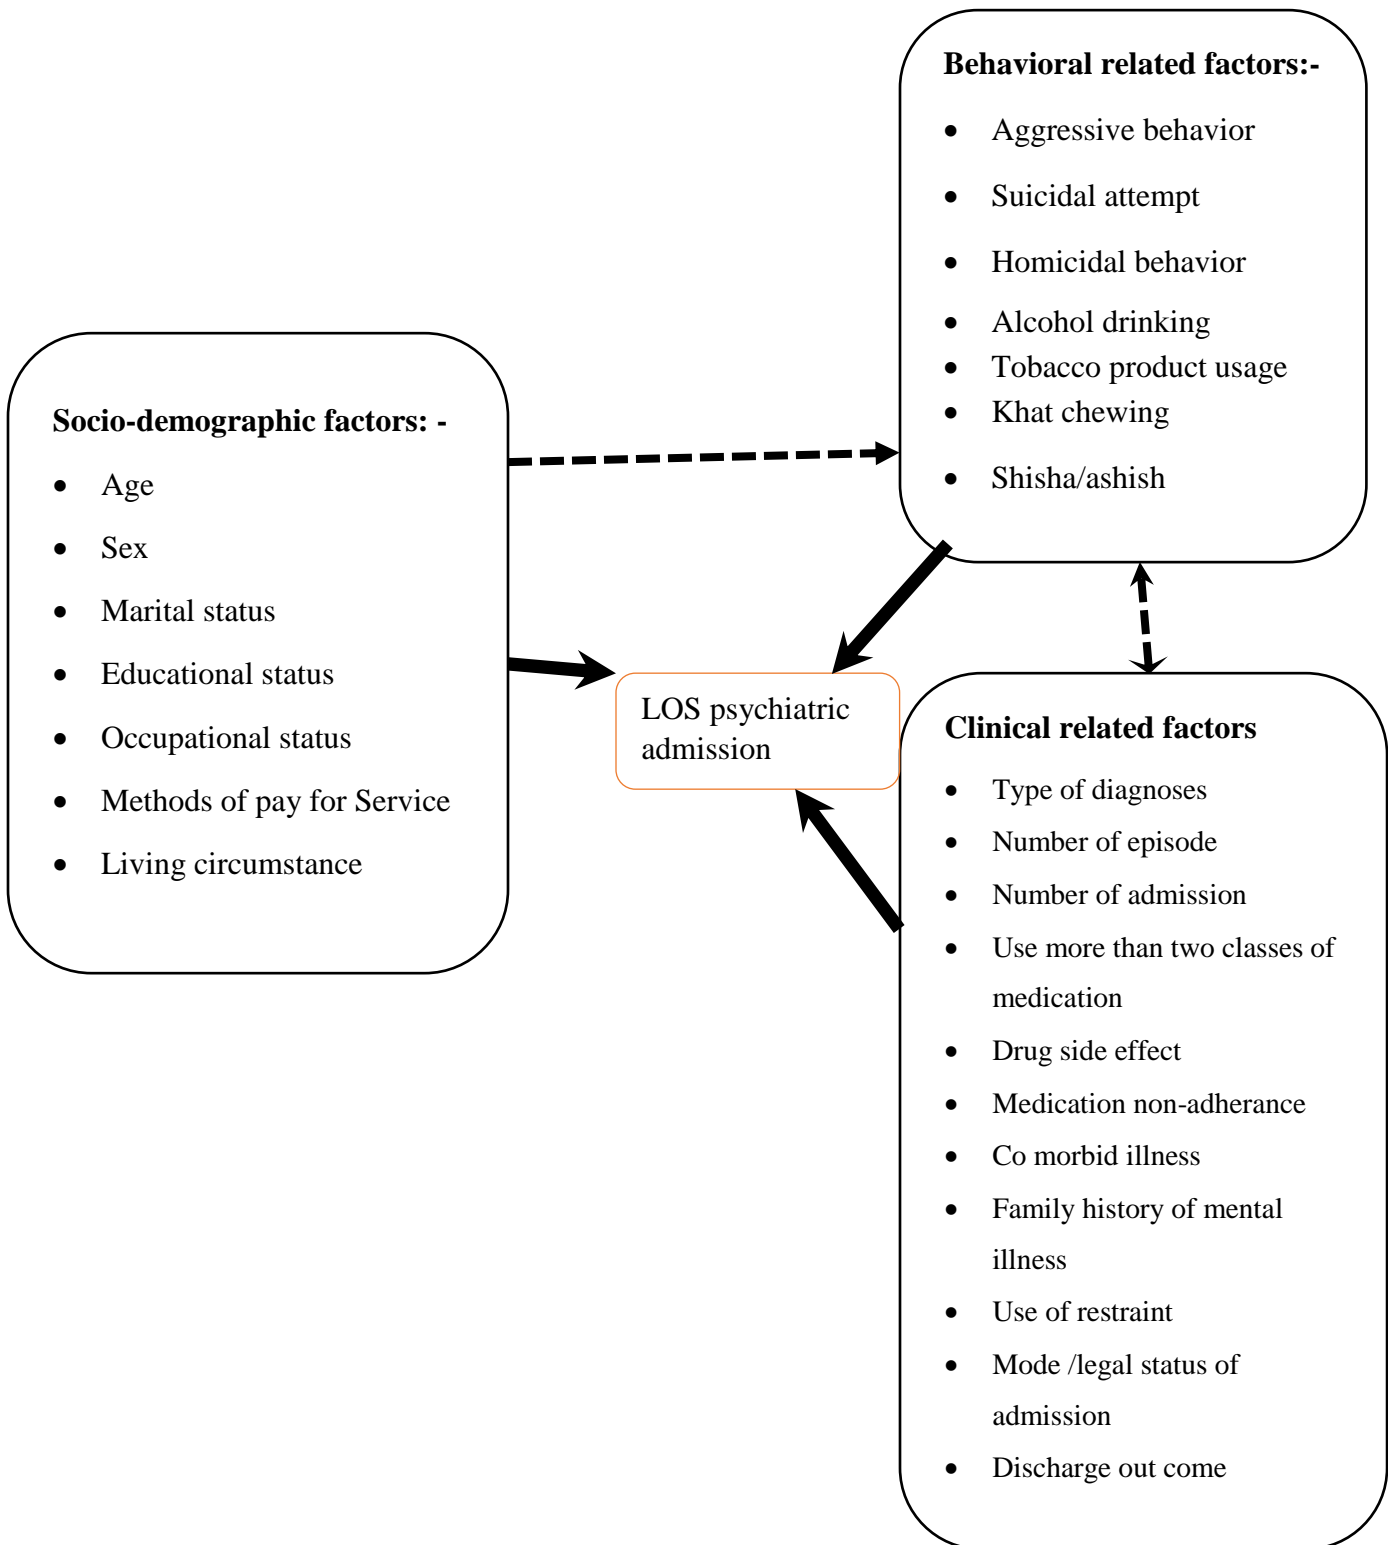 Behavioral related factors:-
• Aggressive behavior
• Suicidal attempt
• Homicidal behavior
• Alcohol drinking
• Tobacco product usage
• Khat chewing
• Shisha/ashish
Socio-demographic factors: -
• Age
• Sex
• Marital status
• Educational status
• Occupational status
• Methods of pay for Service
• Living circumstance
LOS psychiatric
admission
Clinical related factors
• Type of diagnoses
• Number of episode
• Number of admission
• Use more than two classes of
medication
• Drug side effect
• Medication non-adherance
• Co morbid illness
• Family history of mental
illness
• Use of restraint
• Mode /legal status of
admission
• Discharge out come